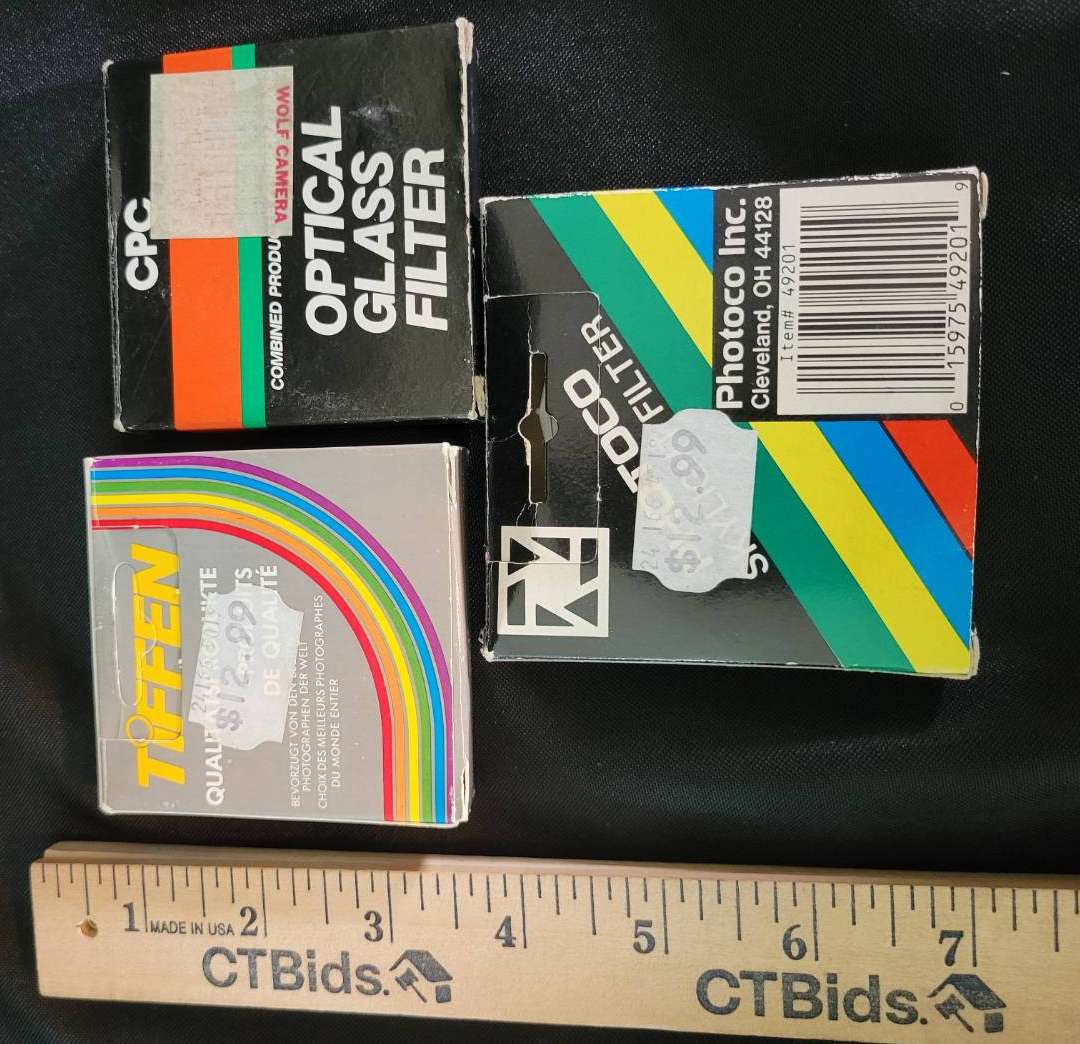 CPC
WOLF CAMERA
COMBINED PRODU
OPTICAL
GLASS
FILTER
TiFFEN
QUALIT
DE QUALITÉ
$12.99
BEVORZUGT VON DEN
PHOTOGRAPHEN DER WELT
CHOIX DES MEILLEURS PHOTOGRAPHES
DU MONDE ENTIER
TOCO
FILTER
$12.99
Photoco Inc.
Cleveland, OH 44128
Item# 49201
0 15975 49201 9
1 MADE IN USA 2 3 4 5 6 7
CTBids. CTBids.